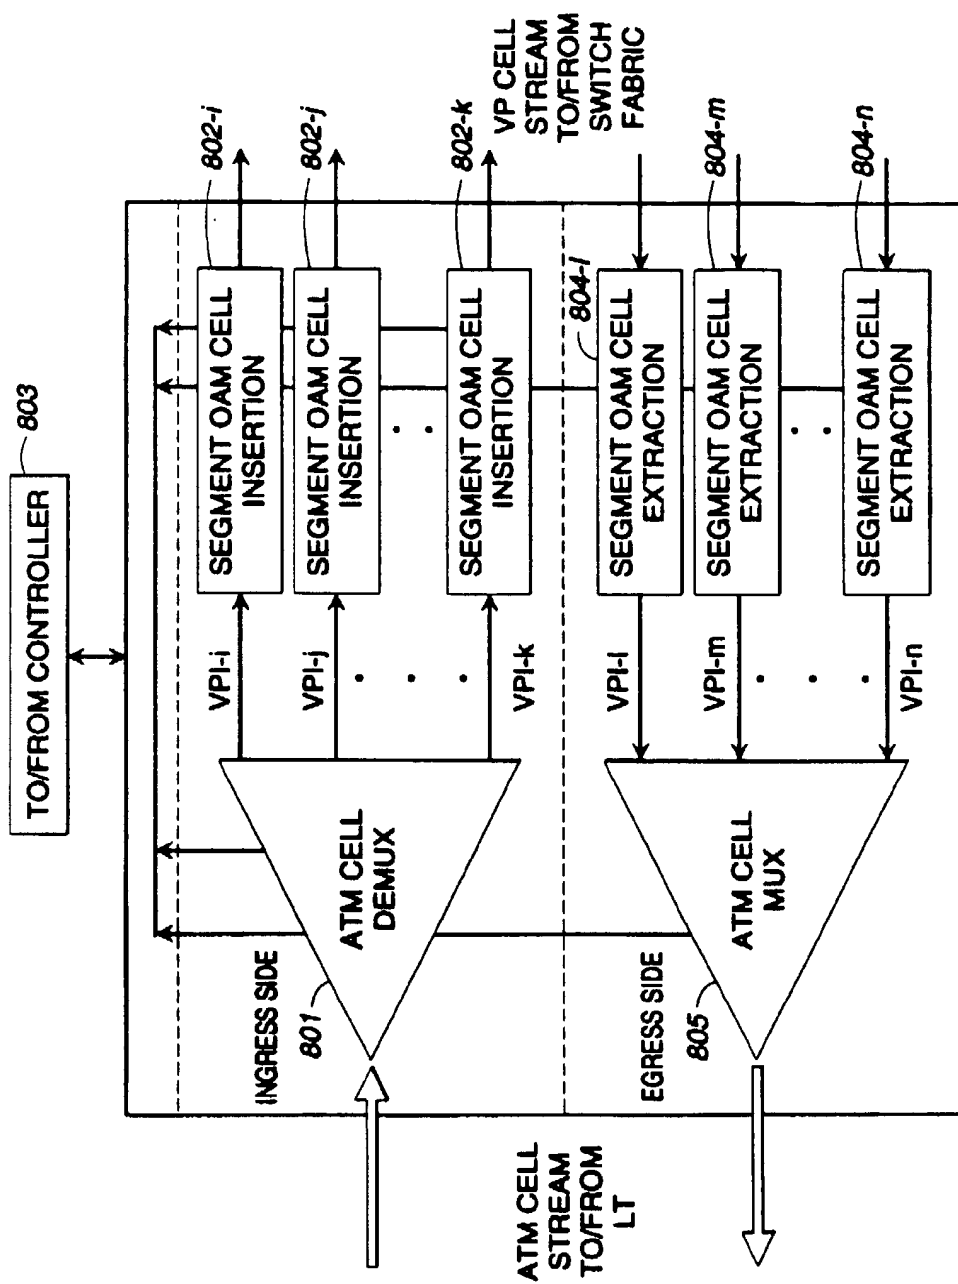 TO/FROM CONTROLLER
803
INGRESS SIDE
801
ATM CELL
DEMUX
VPI-i
VPI-j
VPI-k
SEGMENT OAM CELL
INSERTION
802-i
SEGMENT OAM CELL
INSERTION
802-j
SEGMENT OAM CELL
INSERTION
802-k
VP CELL
STREAM
TO/FROM
SWITCH
FABRIC
ATM CELL
STREAM
TO/FROM
LT
EGRESS SIDE
805
ATM CELL
MUX
VPI-l
VPI-m
VPI-n
SEGMENT OAM CELL
EXTRACTION
804-l
SEGMENT OAM CELL
EXTRACTION
804-m
SEGMENT OAM CELL
EXTRACTION
804-n